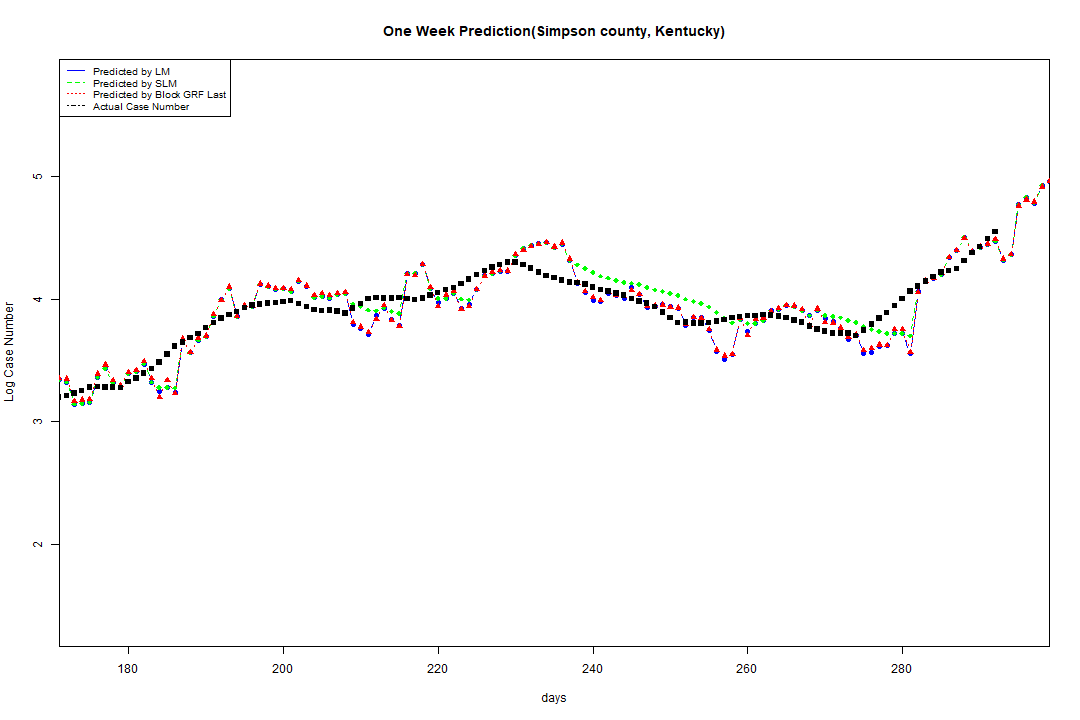 One Week Prediction(Simpson county, Kentucky)
Predicted by LM
Predicted by SLM
Predicted by Block GRF Last
Actual Case Number
5
4
3
2
Log Case Number
180 200 220 240 260 280
days